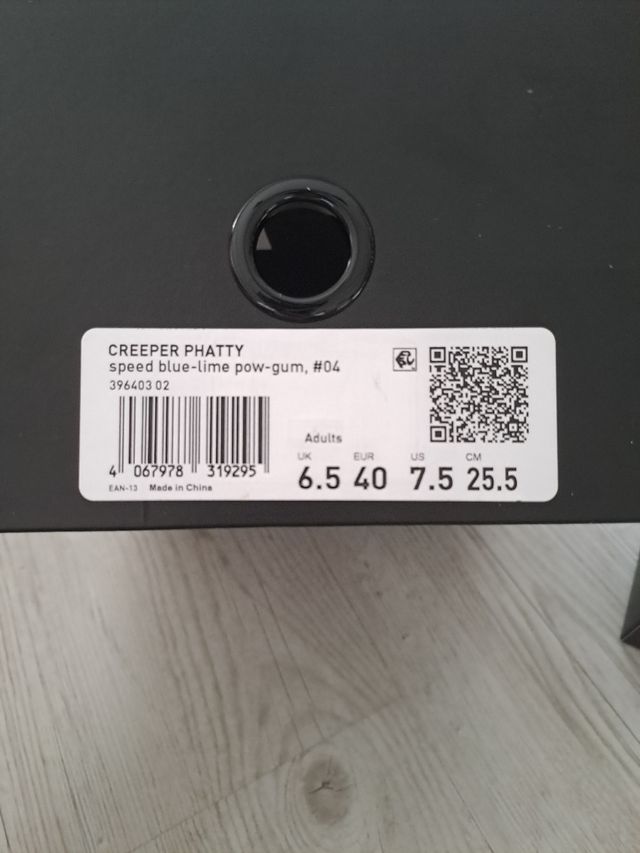 CREEPER PHATTY
speed blue-lime pow-gum, #04
396403 02
4 067978 319295
EAN-13 Made in China
Adults
UK EUR US CM
6.5 40 7.5 25.5